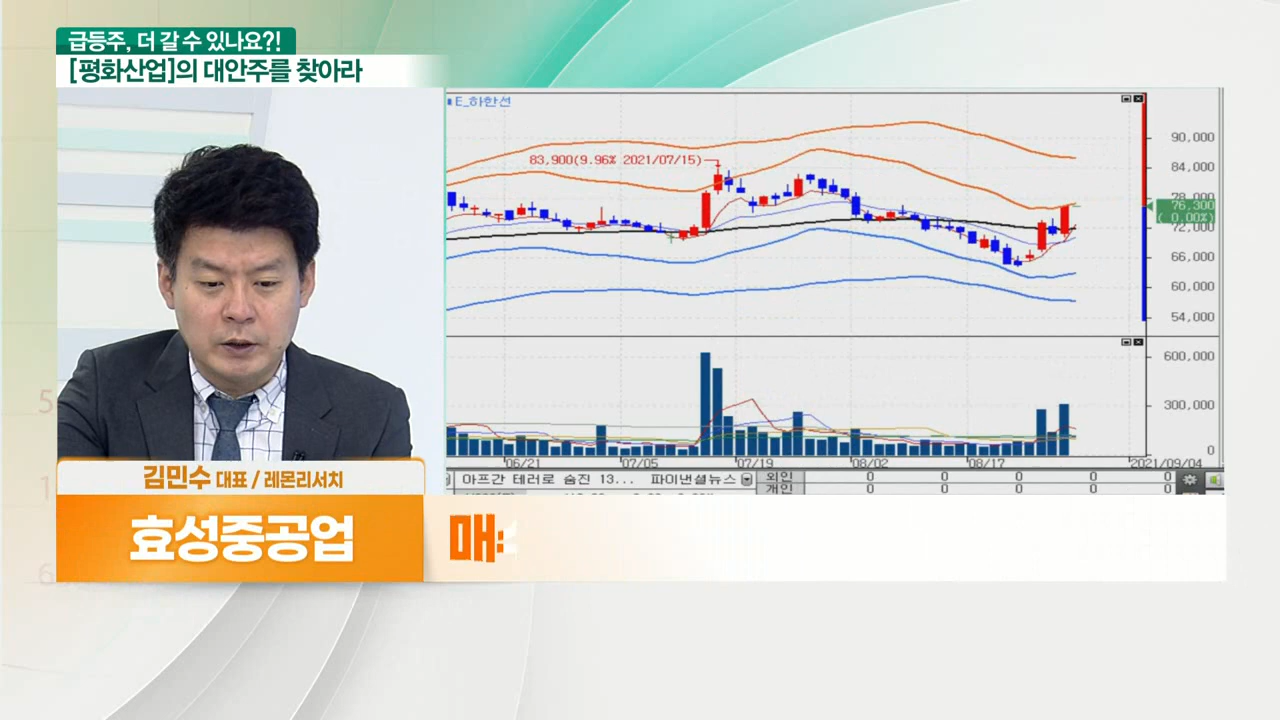 급등주, 더 갈 수 있나요?!
[평화산업]의 대안주를 찾아라
E_하한선
83,900(9.96% 2021/07/15)
90,000
84,000
78,000
76,300
( 0.00%)
72,000
66,000
60,000
54,000
600,000
300,000
0
06/21 07/05 07/19 08/02 08/17 2021/09/04
아프간 테러로 숨진 13... 파이낸셜뉴스 외인 0 0 0 0 0
개인 0 0 0 0 0
김민수 대표 / 레몬리서치
효성중공업
매